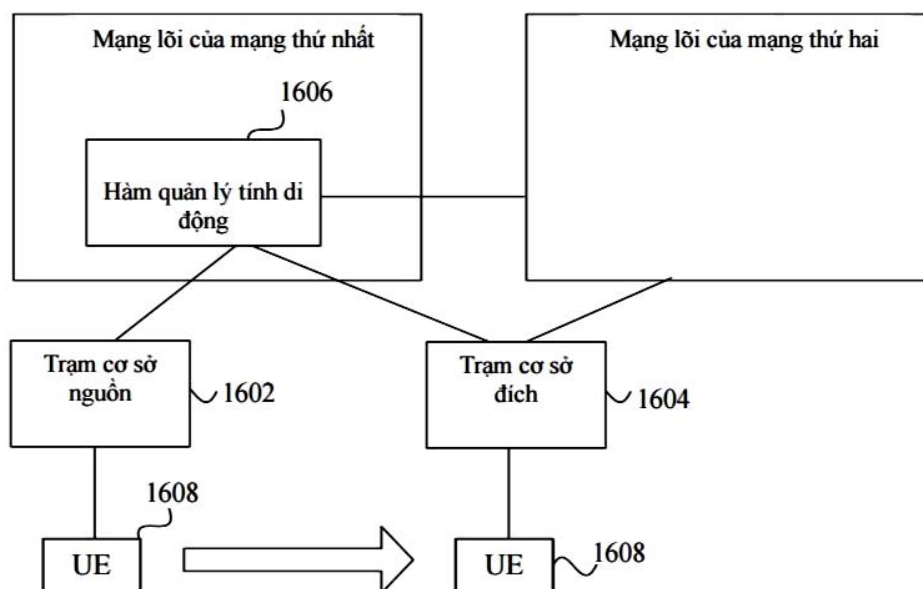 Mạng lõi của mạng thứ nhất
Mạng lõi của mạng thứ hai
1606
Hàm quản lý tính di
động
Trạm cơ sở
nguồn
1602
Trạm cơ sở
đích
1604
1608
UE
UE
1608